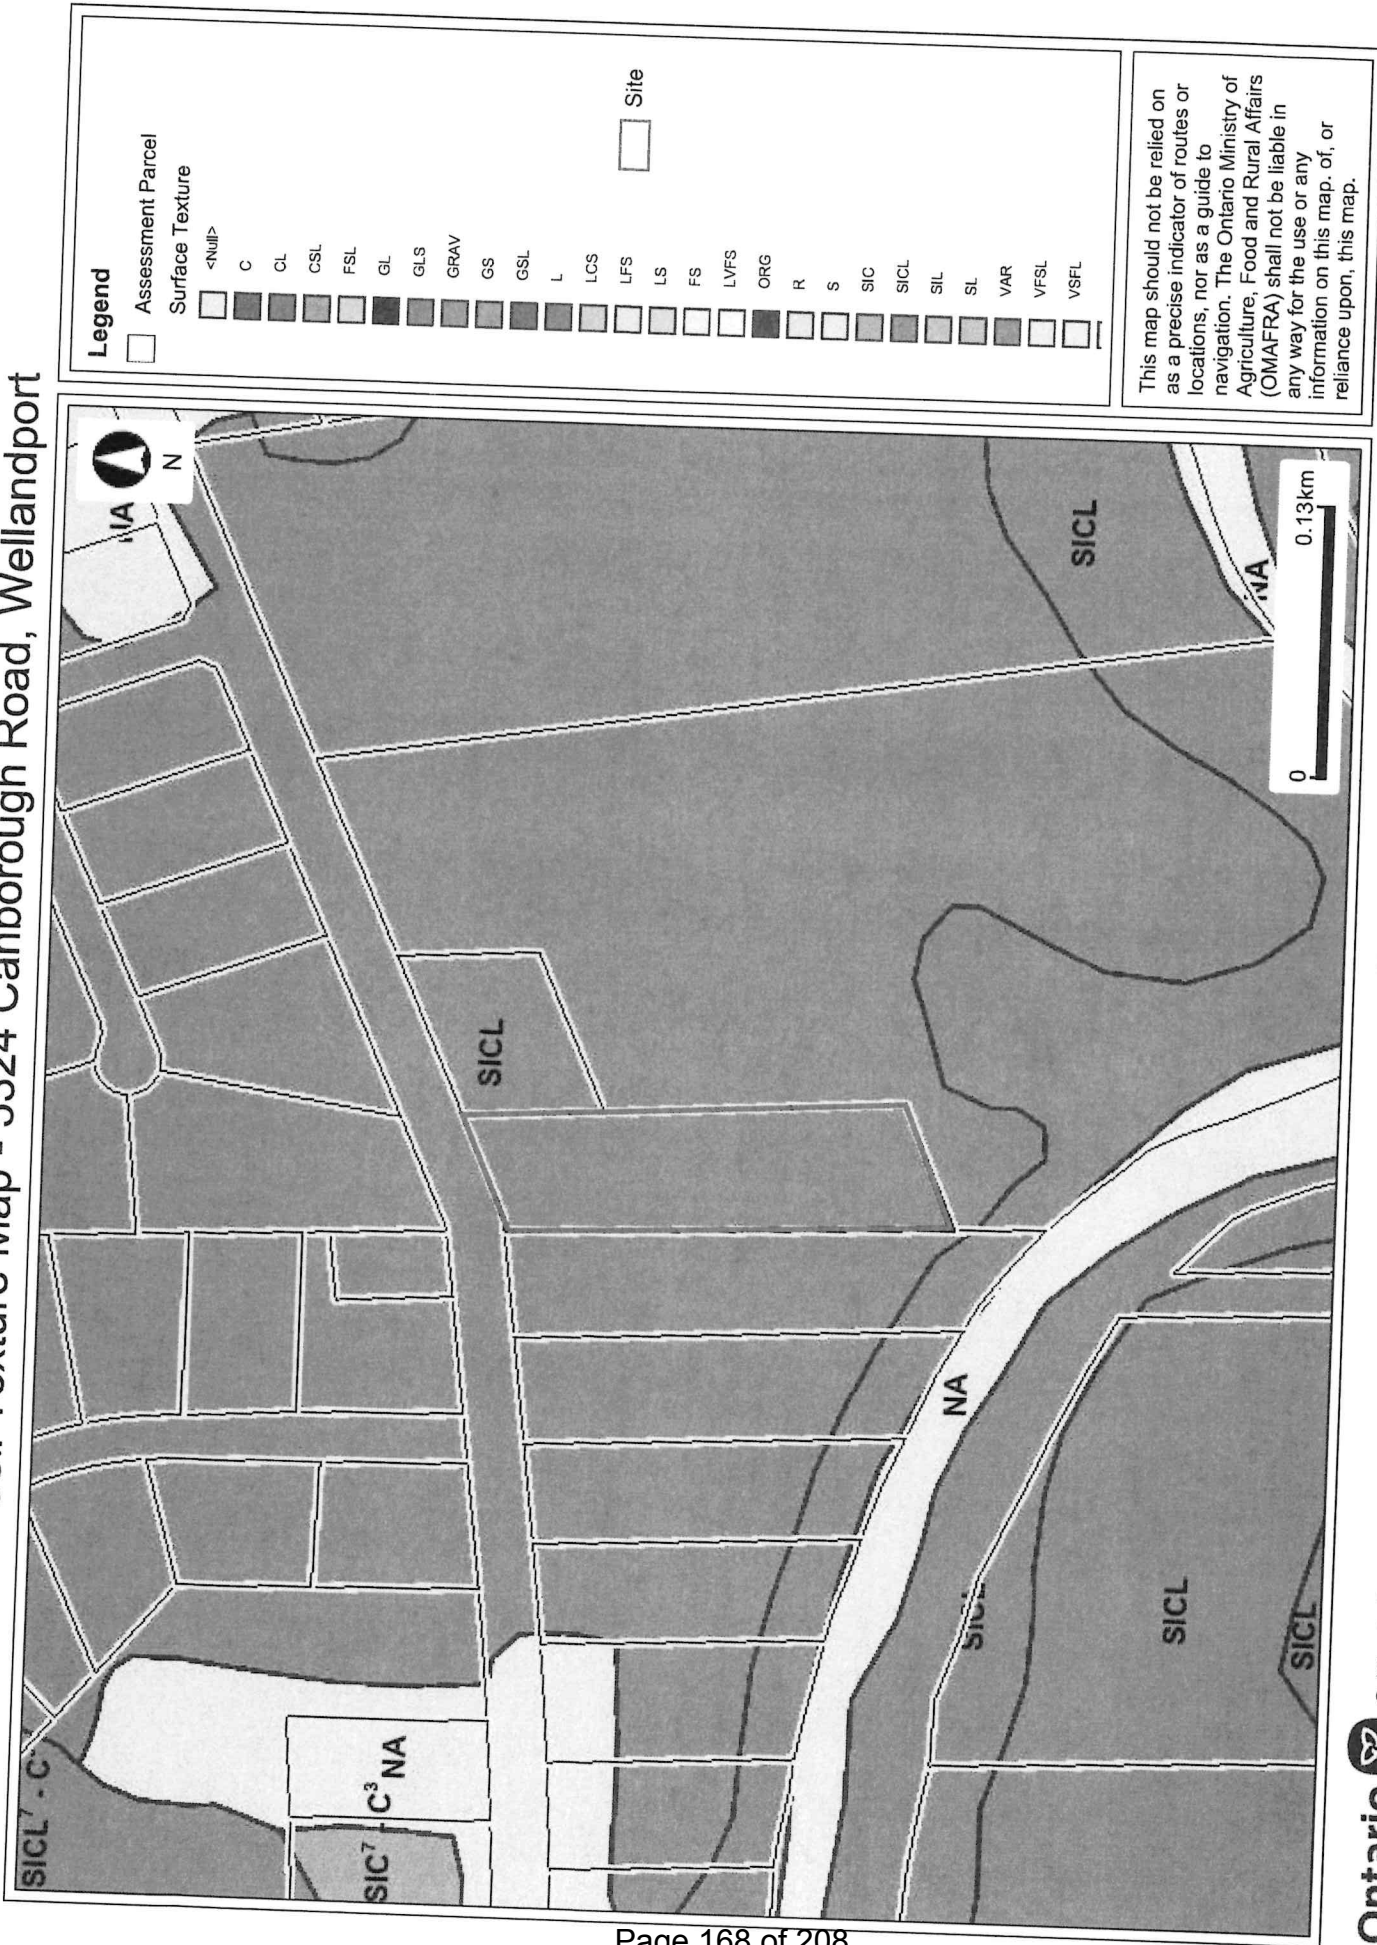 Texture Map - 5524 Canborough Road, Wellandport
Legend
Assessment Parcel
Surface Texture
<Null>
C
CL
CSL
FSL
GL
GLS
GRAV
GS
GSL
L
LCS
LFS
LS
FS
LVFS
ORG
R
S
SIC
SICL
SIL
SL
VAR
VFSL
VSFL
Site
This map should not be relied on
as a precise indicator of routes or
locations, nor as a guide to
navigation. The Ontario Ministry of
Agriculture, Food and Rural Affairs
(OMAFRA) shall not be liable in
any way for the use or any
information on this map. of, or
reliance upon, this map.
N
NA
SICL⁷ - C
SIC⁷ - C³ NA
SICL
SICL
NA
NA
SICL
SICL
SICL
0
0.13km
Ontario
Page 168 of 208